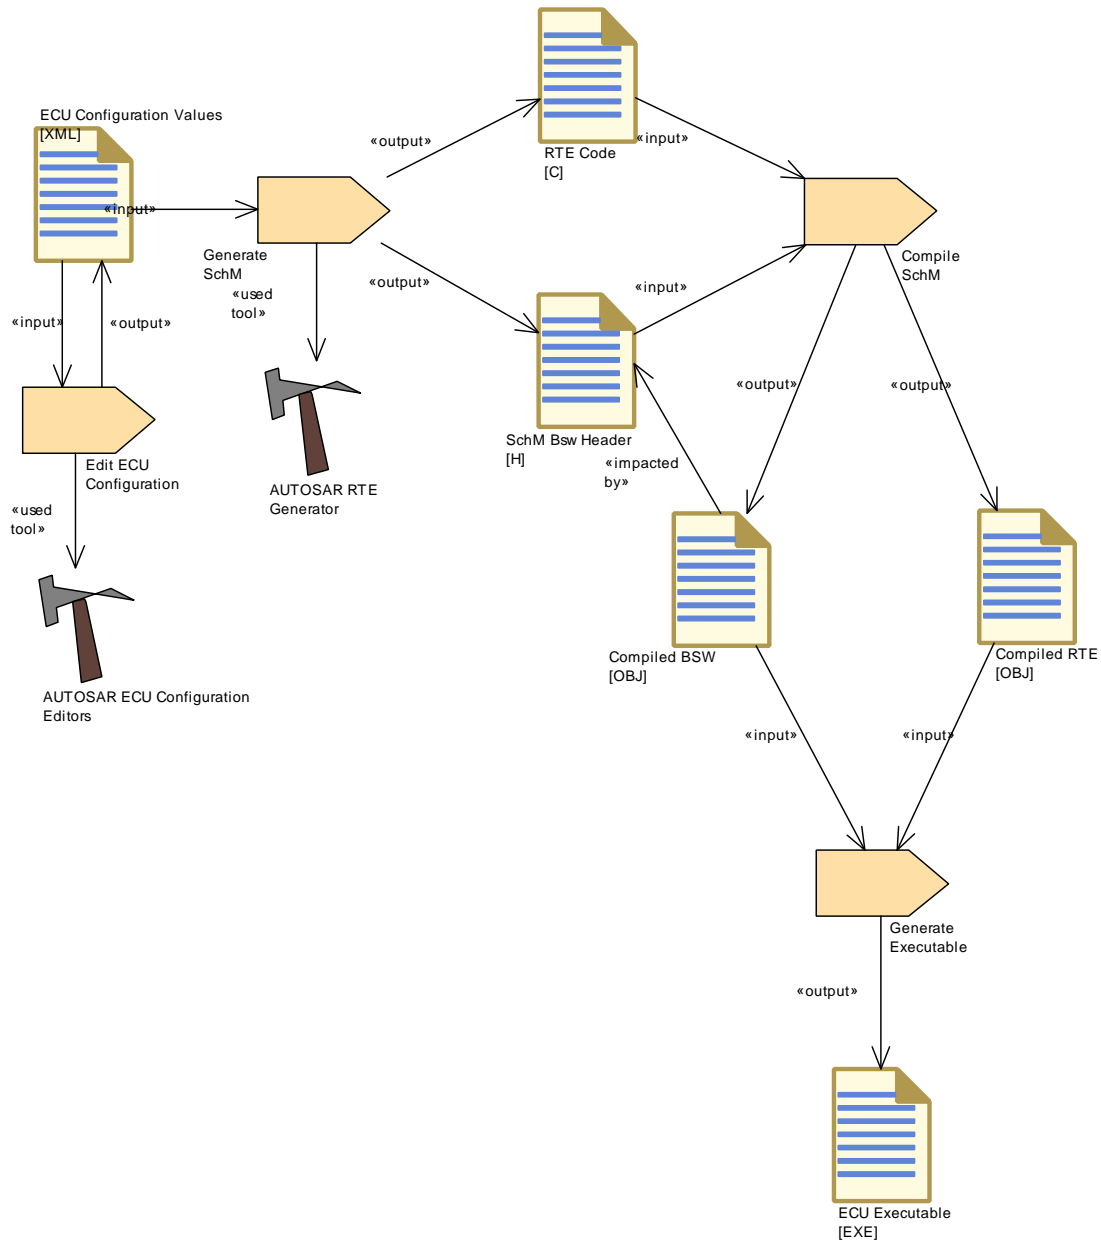 ECU Configuration Values
[XML]
«output»
RTE Code
[C]
«input»
«input»
Generate
SchM
Compile
SchM
«used
tool»
«output»
«input»
«input»
«output»
SchM Bsw Header
[H]
«output»
«output»
Edit ECU
Configuration
«impacted
by»
AUTOSAR RTE
Generator
«used
tool»
Compiled BSW
[OBJ]
Compiled RTE
[OBJ]
AUTOSAR ECU Configuration
Editors
«input»
«input»
Generate
Executable
«output»
ECU Executable
[EXE]